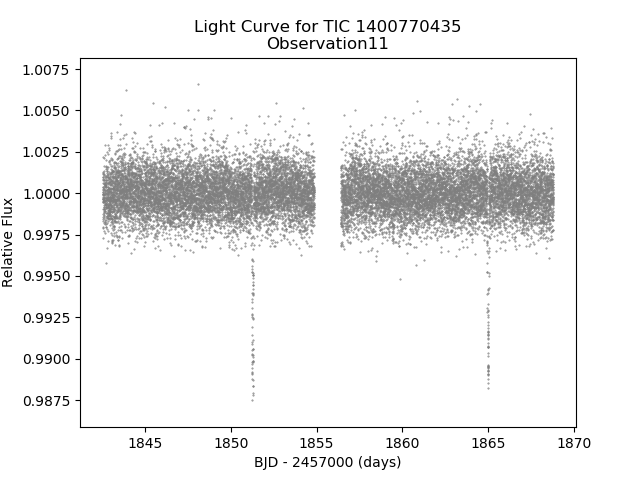 Light Curve for TIC 1400770435
Observation11
1.0075
1.0050
1.0025
1.0000
0.9975
0.9950
0.9925
0.9900
0.9875
Relative Flux
1845 1850 1855 1860 1865 1870
BJD - 2457000 (days)